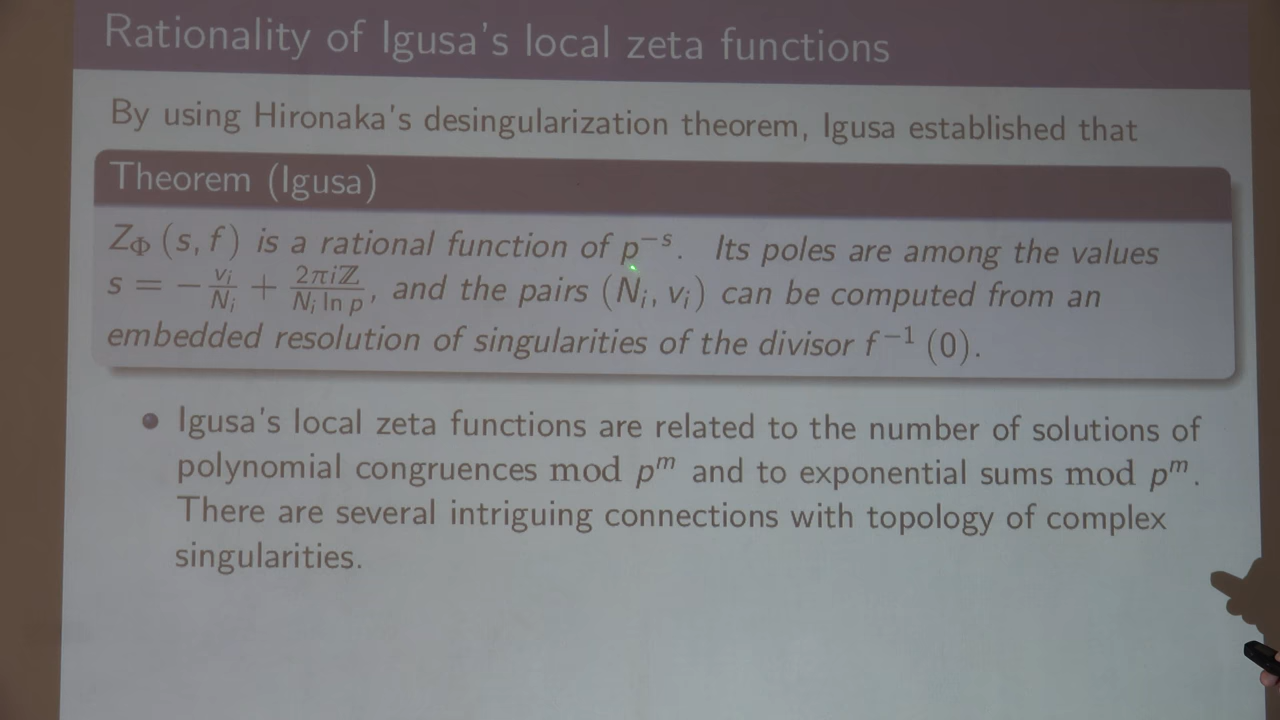 Rationality of Igusa's local zeta functions
By using Hironaka's desingularization theorem, Igusa established that
Theorem (Igusa)
Z_Φ (s, f) is a rational function of p^{−s}. Its poles are among the values
s = −\frac{v_i}{N_i} + \frac{2πiℤ}{N_i ln p}, and the pairs (N_i, v_i) can be computed from an
embedded resolution of singularities of the divisor f^{−1} (0).
Igusa's local zeta functions are related to the number of solutions of
polynomial congruences mod p^m and to exponential sums mod p^m.
There are several intriguing connections with topology of complex
singularities.